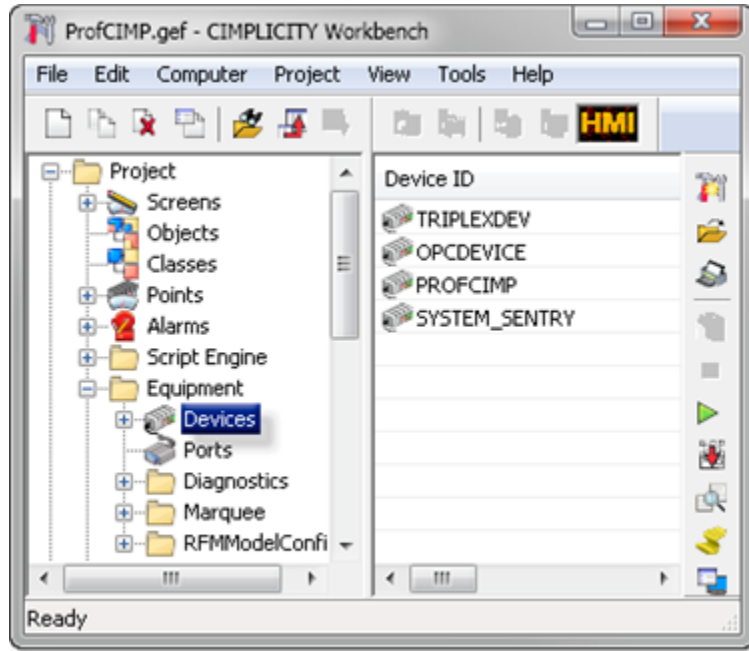 ProfCIMP.gef - CIMPLICITY Workbench
File Edit Computer Project View Tools Help
HMI
Project
Screens
Objects
Classes
Points
Alarms
Script Engine
Equipment
Devices
Ports
Diagnostics
Marquee
RFMModelConfi
Device ID
TRIPLEXDEV
OPCDEVICE
PROFCIMP
SYSTEM_SENTRY
Ready